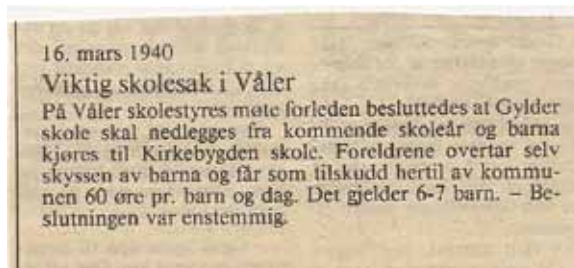 16. mars 1940
Viktig skolesak i Våler
På Våler skolestyres møte forleden besluttedes at Gylder
skole skal nedlegges fra kommende skoleår og barna
kjøres til Kirkebygden skole. Foreldrene overtar selv
skyssen av barna og får som tilskudd hertil av kommu-
nen 60 øre pr. barn og dag. Det gjelder 6-7 barn. – Be-
slutningen var enstemmig.